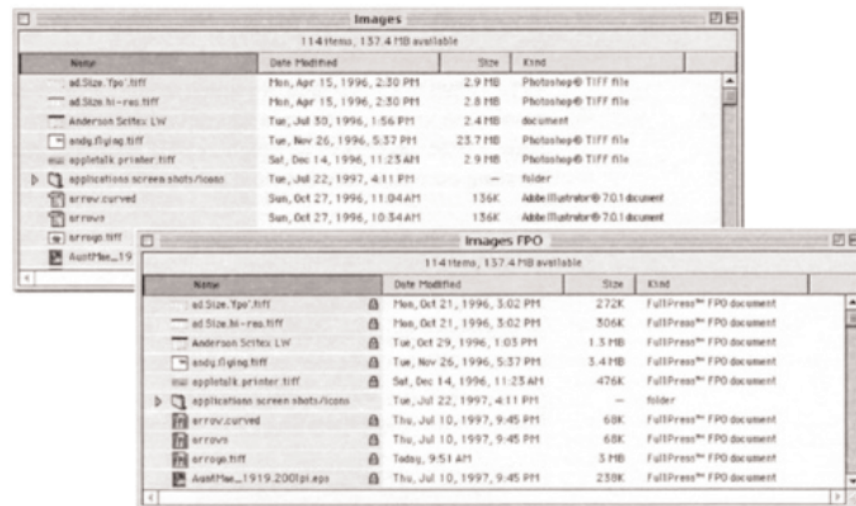 Images
114 items, 137.4 MB available
Name Date Modified Size Kind
ad.Size.'fpo'.tiff Mon, Apr 15, 1996, 2:30 PM 2.9 MB Photoshop® TIFF file
ad.Size.hi-res.tiff Mon, Apr 15, 1996, 2:30 PM 2.8 MB Photoshop® TIFF file
Anderson Scitex LW Tue, Jul 30, 1996, 1:56 PM 2.4 MB document
andy.flying.tiff Tue, Nov 26, 1996, 5:37 PM 23.7 MB Photoshop® TIFF file
appletalk printer.tiff Sat, Dec 14, 1996, 11:23 AM 2.9 MB Photoshop® TIFF file
applications screen shots/icons Tue, Jul 22, 1997, 4:11 PM — folder
arrow.curved Sun, Oct 27, 1996, 11:04 AM 136K Adobe Illustrator® 7.0.1 document
arrows Sun, Oct 27, 1996, 10:34 AM 136K Adobe Illustrator® 7.0.1 document
arroyo.tiff
AuntMae_19
Images FPO
114 items, 137.4 MB available
Name Date Modified Size Kind
ad.Size.'fpo'.tiff Mon, Oct 21, 1996, 3:02 PM 272K FullPress™ FPO document
ad.Size.hi-res.tiff Mon, Oct 21, 1996, 3:02 PM 306K FullPress™ FPO document
Anderson Scitex LW Tue, Oct 29, 1996, 1:03 PM 1.3 MB FullPress™ FPO document
andy.flying.tiff Tue, Nov 26, 1996, 5:37 PM 3.4 MB FullPress™ FPO document
appletalk printer.tiff Sat, Dec 14, 1996, 11:23 AM 476K FullPress™ FPO document
applications screen shots/icons Tue, Jul 22, 1997, 4:11 PM — folder
arrow.curved Thu, Jul 10, 1997, 9:45 PM 68K FullPress™ FPO document
arrows Thu, Jul 10, 1997, 9:45 PM 68K FullPress™ FPO document
arroyo.tiff Today, 9:51 AM 3 MB FullPress™ FPO document
AuntMae_1919.200lpi.eps Thu, Jul 10, 1997, 9:45 PM 238K FullPress™ FPO document